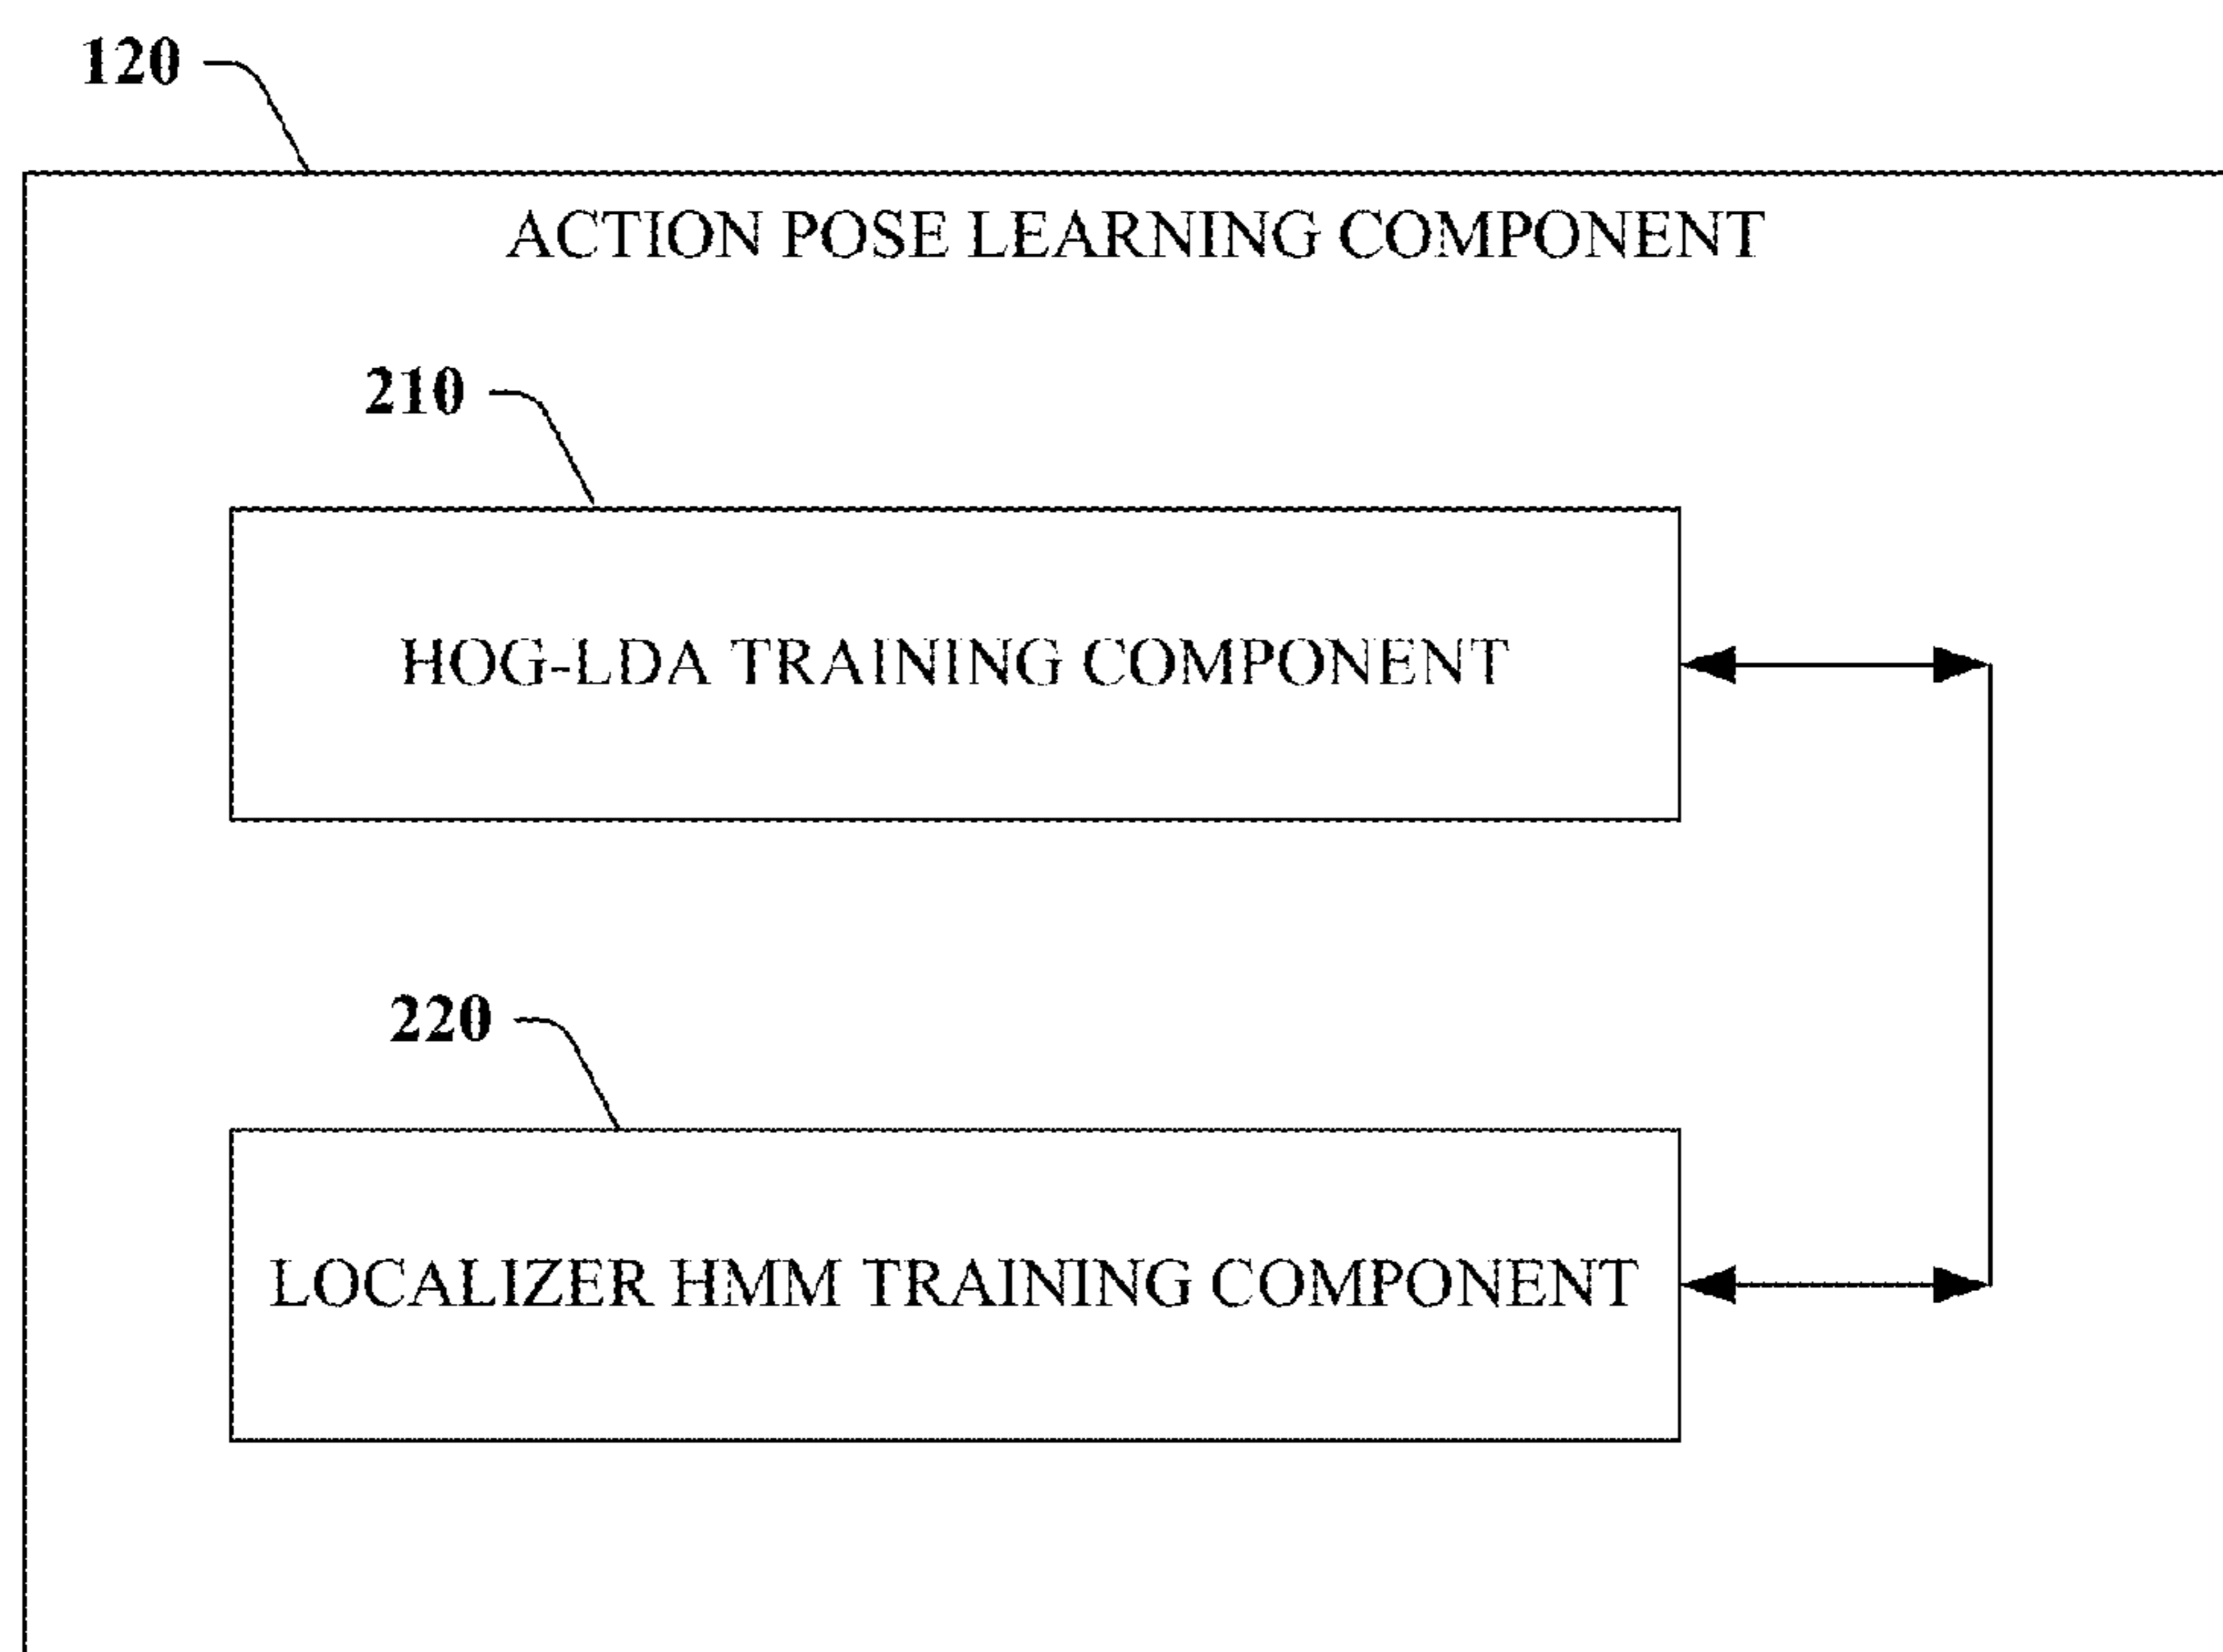 120
ACTION POSE LEARNING COMPONENT
210
HOG-LDA TRAINING COMPONENT
220
LOCALIZER HMM TRAINING COMPONENT